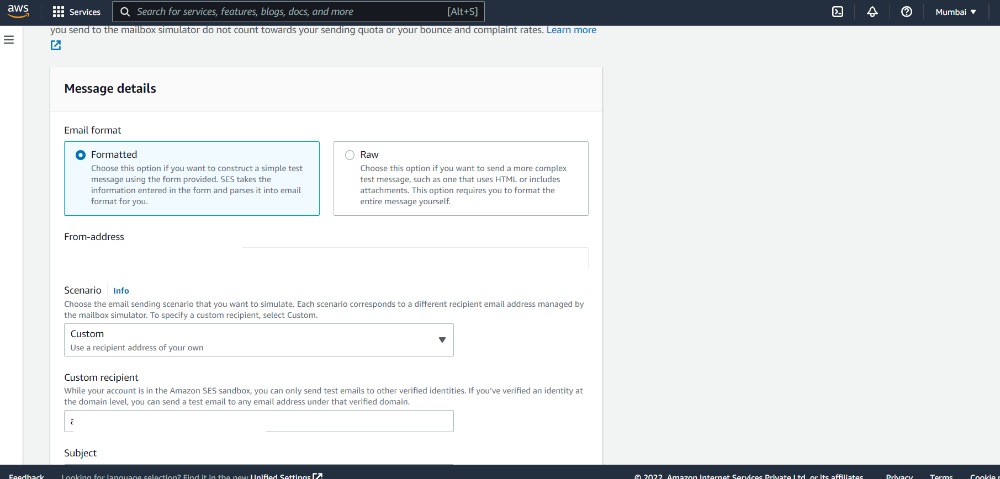 aws
Services
Search for services, features, blogs, docs, and more
[Alt+S]
Mumbai
you send to the mailbox simulator do not count towards your sending quota or your bounce and complaint rates. Learn more
Message details
Email format
Formatted
Choose this option if you want to construct a simple test
message using the form provided. SES takes the
information entered in the form and parses it into email
format for you.
Raw
Choose this option if you want to send a more complex
test message, such as one that uses HTML or includes
attachments. This option requires you to format the
entire message yourself.
From-address
Scenario
Info
Choose the email sending scenario that you want to simulate. Each scenario corresponds to a different recipient email address managed by
the mailbox simulator. To specify a custom recipient, select Custom.
Custom
Use a recipient address of your own
Custom recipient
While your account is in the Amazon SES sandbox, you can only send test emails to other verified identities. If you’ve verified an identity at
the domain level, you can send a test email to any email address under that verified domain.
Subject
Feedback
Looking for language selection? Find it in the new Unified Settings
© 2022, Amazon Internet Services Private Ltd. or its affiliates.
Privacy
Terms
Cookie